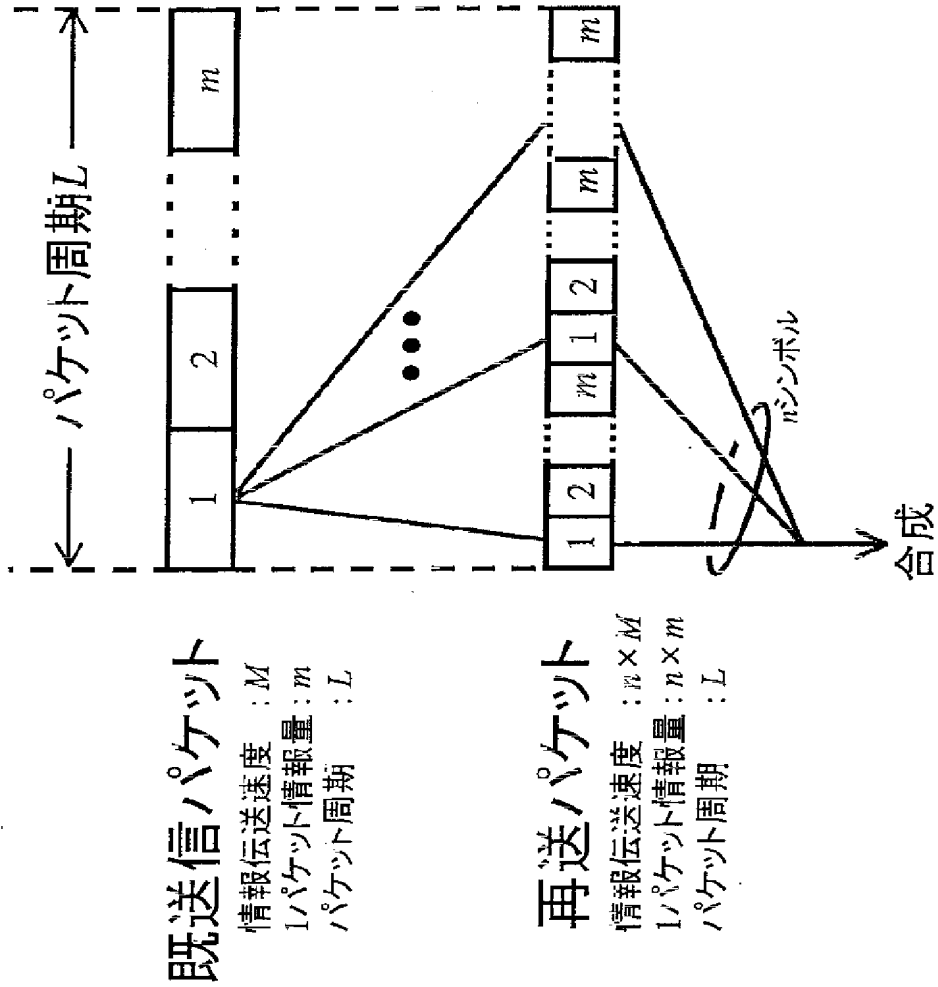 パケット周期L
1 2 m
既送信パケット
情報伝送速度 : M
1パケット情報量 : m
パケット周期 : L
1 2 m 1 2 m m
再送パケット
情報伝送速度 : n×M
1パケット情報量 : n×m
パケット周期 : L
nシンボル
合成